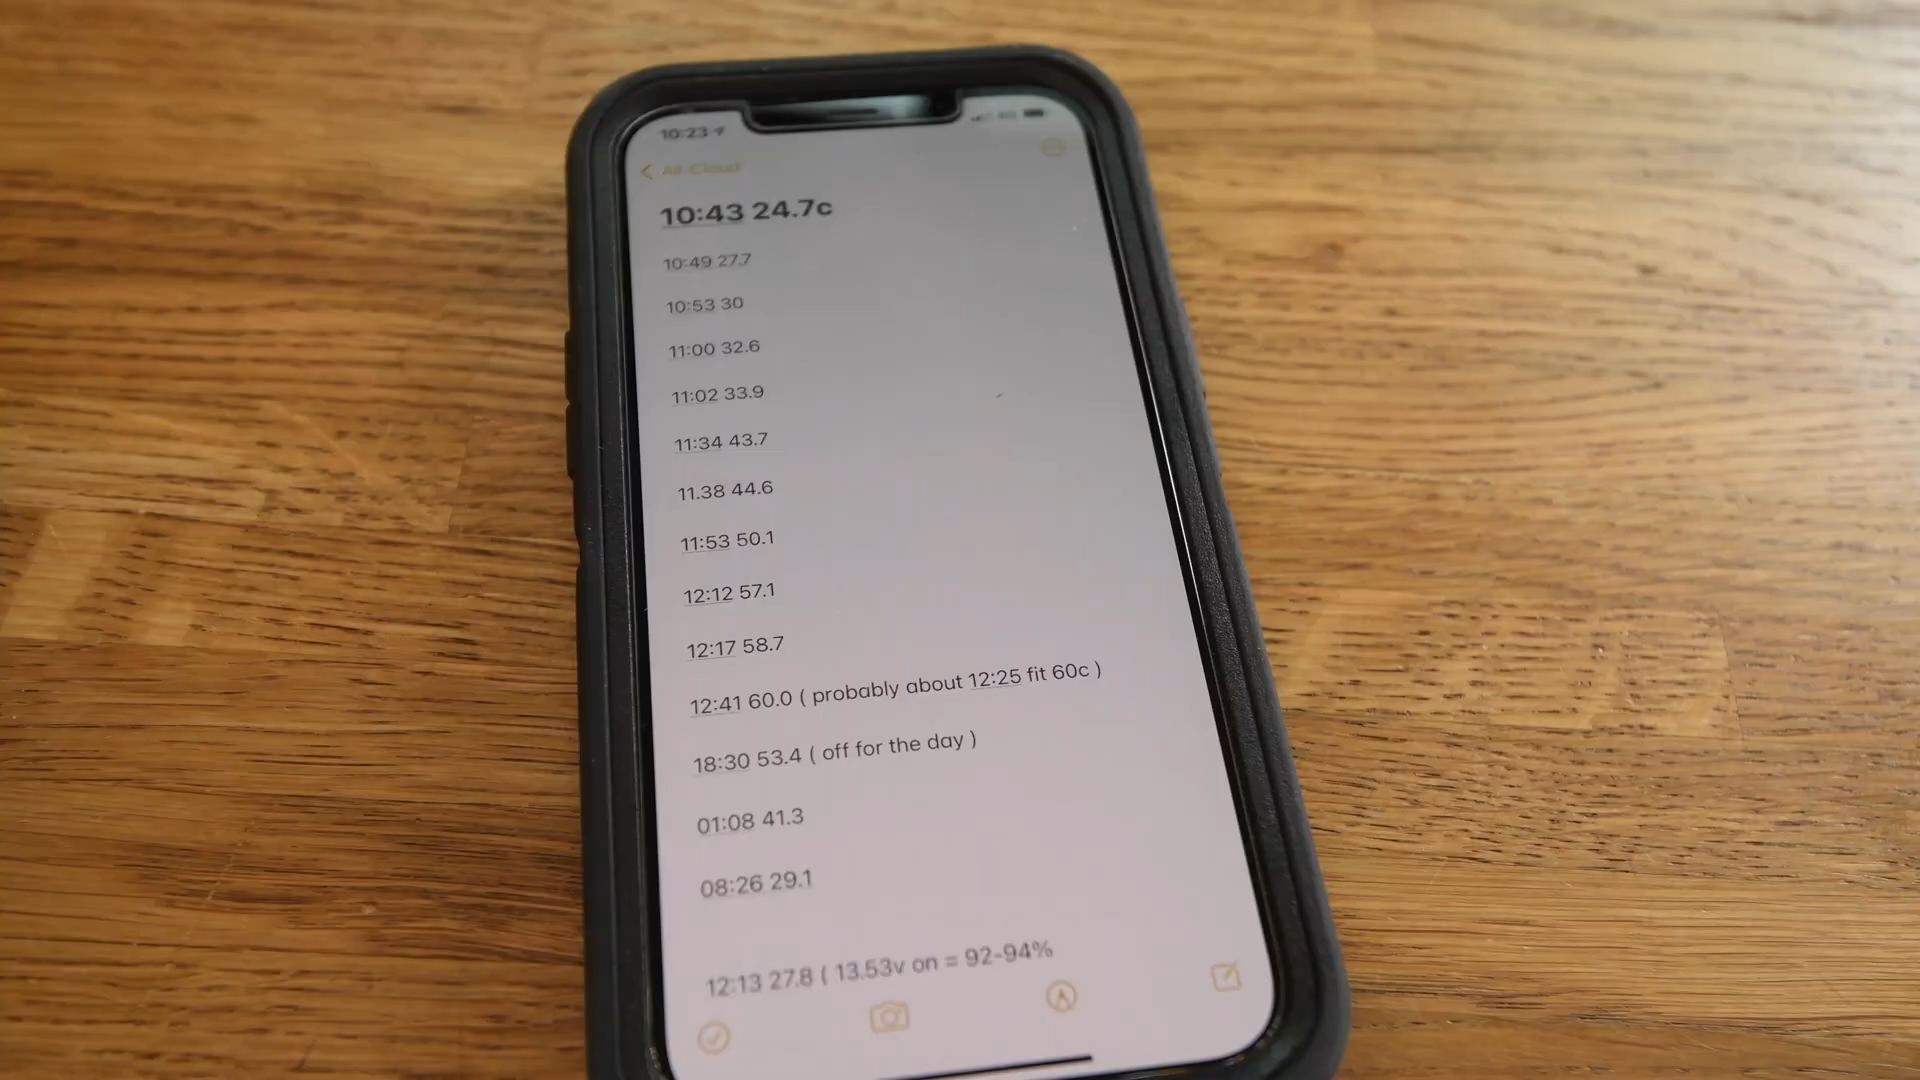 10:23
All iCloud
10:43 24.7c
10:49 27.7
10:53 30
11:00 32.6
11:02 33.9
11:34 43.7
11.38 44.6
11:53 50.1
12:12 57.1
12:17 58.7
12:41 60.0 ( probably about 12:25 fit 60c )
18:30 53.4 ( off for the day )
01:08 41.3
08:26 29.1
12:13 27.8 ( 13.53v on = 92-94%